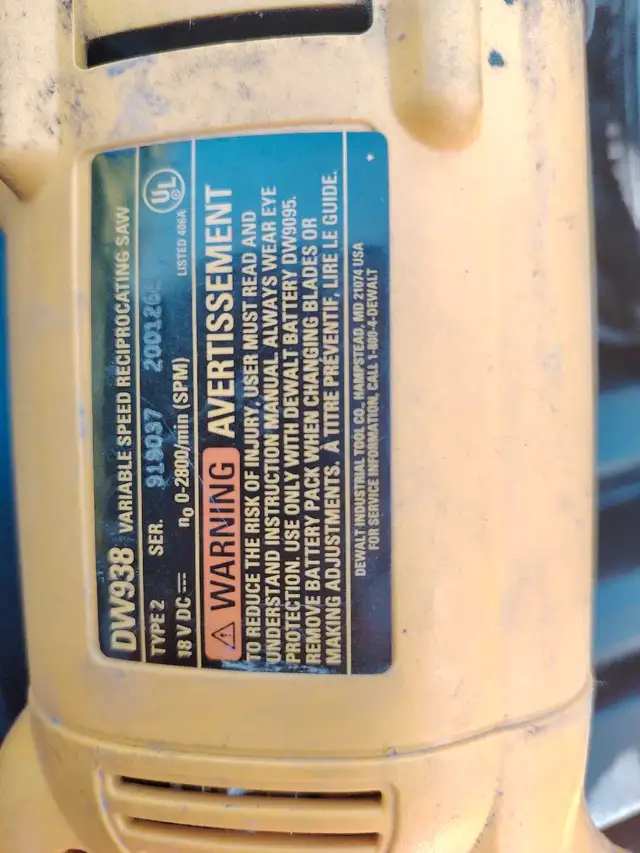 DW938 VARIABLE SPEED RECIPROCATING SAW
TYPE 2 SER. 919037 200126
18 V DC n0 0-2800/min (SPM) LISTED 406A
UL
WARNING AVERTISSEMENT
TO REDUCE THE RISK OF INJURY, USER MUST READ AND
UNDERSTAND INSTRUCTION MANUAL. ALWAYS WEAR EYE
PROTECTION. USE ONLY WITH DEWALT BATTERY DW9095.
REMOVE BATTERY PACK WHEN CHANGING BLADES OR
MAKING ADJUSTMENTS. A TITRE PRÉVENTIF, LIRE LE GUIDE.
DEWALT INDUSTRIAL TOOL CO., HAMPSTEAD, MD 21074 USA
FOR SERVICE INFORMATION, CALL 1-800-4-DEWALT